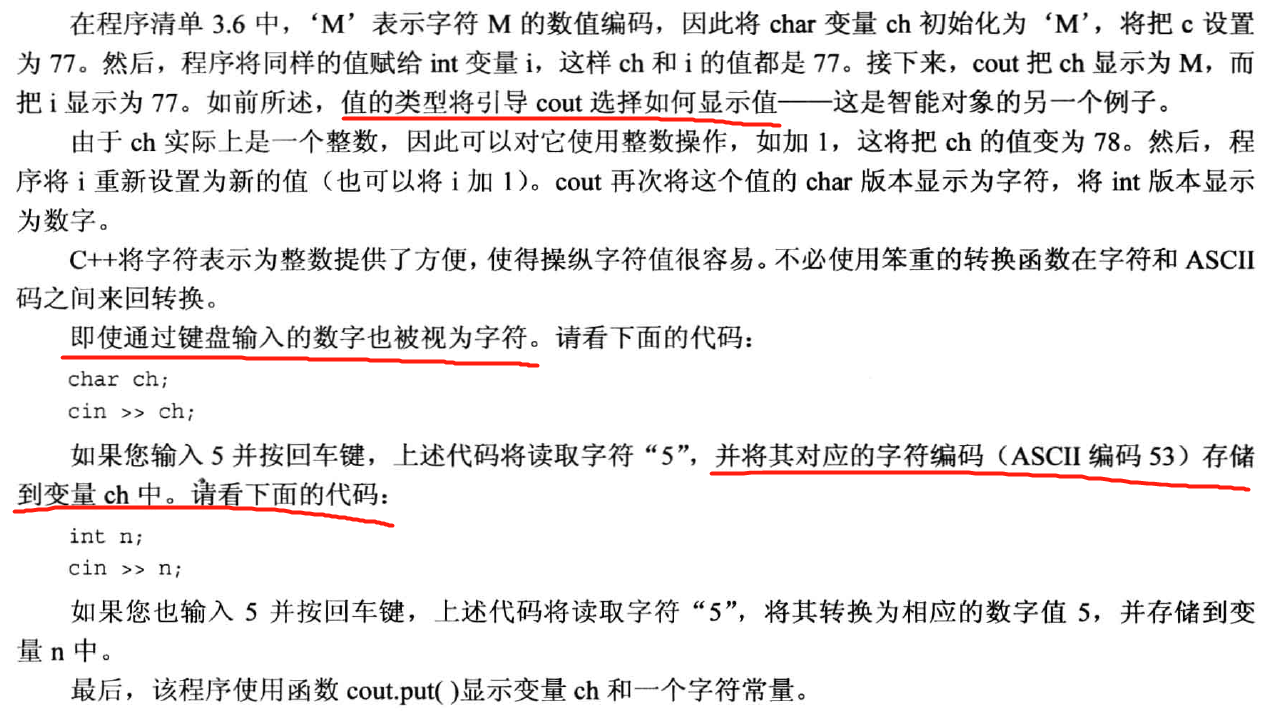 在程序清单 3.6 中，‘M’表示字符 M 的数值编码，因此将 char 变量 ch 初始化为‘M’，将把 c 设置
为 77。然后，程序将同样的值赋给 int 变量 i，这样 ch 和 i 的值都是 77。接下来，cout 把 ch 显示为 M，而
把 i 显示为 77。如前所述，值的类型将引导 cout 选择如何显示值——这是智能对象的另一个例子。
由于 ch 实际上是一个整数，因此可以对它使用整数操作，如加 1，这将把 ch 的值变为 78。然后，程
序将 i 重新设置为新的值（也可以将 i 加 1）。cout 再次将这个值的 char 版本显示为字符，将 int 版本显示
为数字。
C++将字符表示为整数提供了方便，使得操纵字符值很容易。不必使用笨重的转换函数在字符和 ASCII
码之间来回转换。
即使通过键盘输入的数字也被视为字符。请看下面的代码：
char ch;
cin >> ch;
如果您输入 5 并按回车键，上述代码将读取字符“5”，并将其对应的字符编码（ASCII 编码 53）存储
到变量 ch 中。请看下面的代码：
int n;
cin >> n;
如果您也输入 5 并按回车键，上述代码将读取字符“5”，将其转换为相应的数字值 5，并存储到变
量 n 中。
最后，该程序使用函数 cout.put( )显示变量 ch 和一个字符常量。